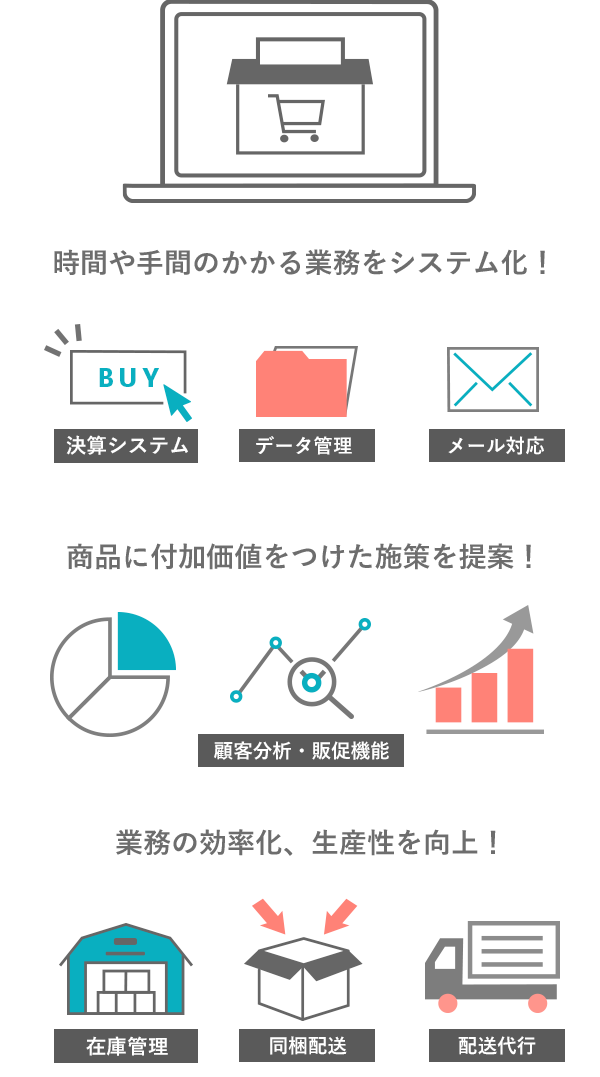 時間や手間のかかる業務をシステム化！
BUY
決算システム
データ管理
メール対応
商品に付加価値をつけた施策を提案！
顧客分析・販促機能
業務の効率化、生産性を向上！
在庫管理
同梱配送
配送代行